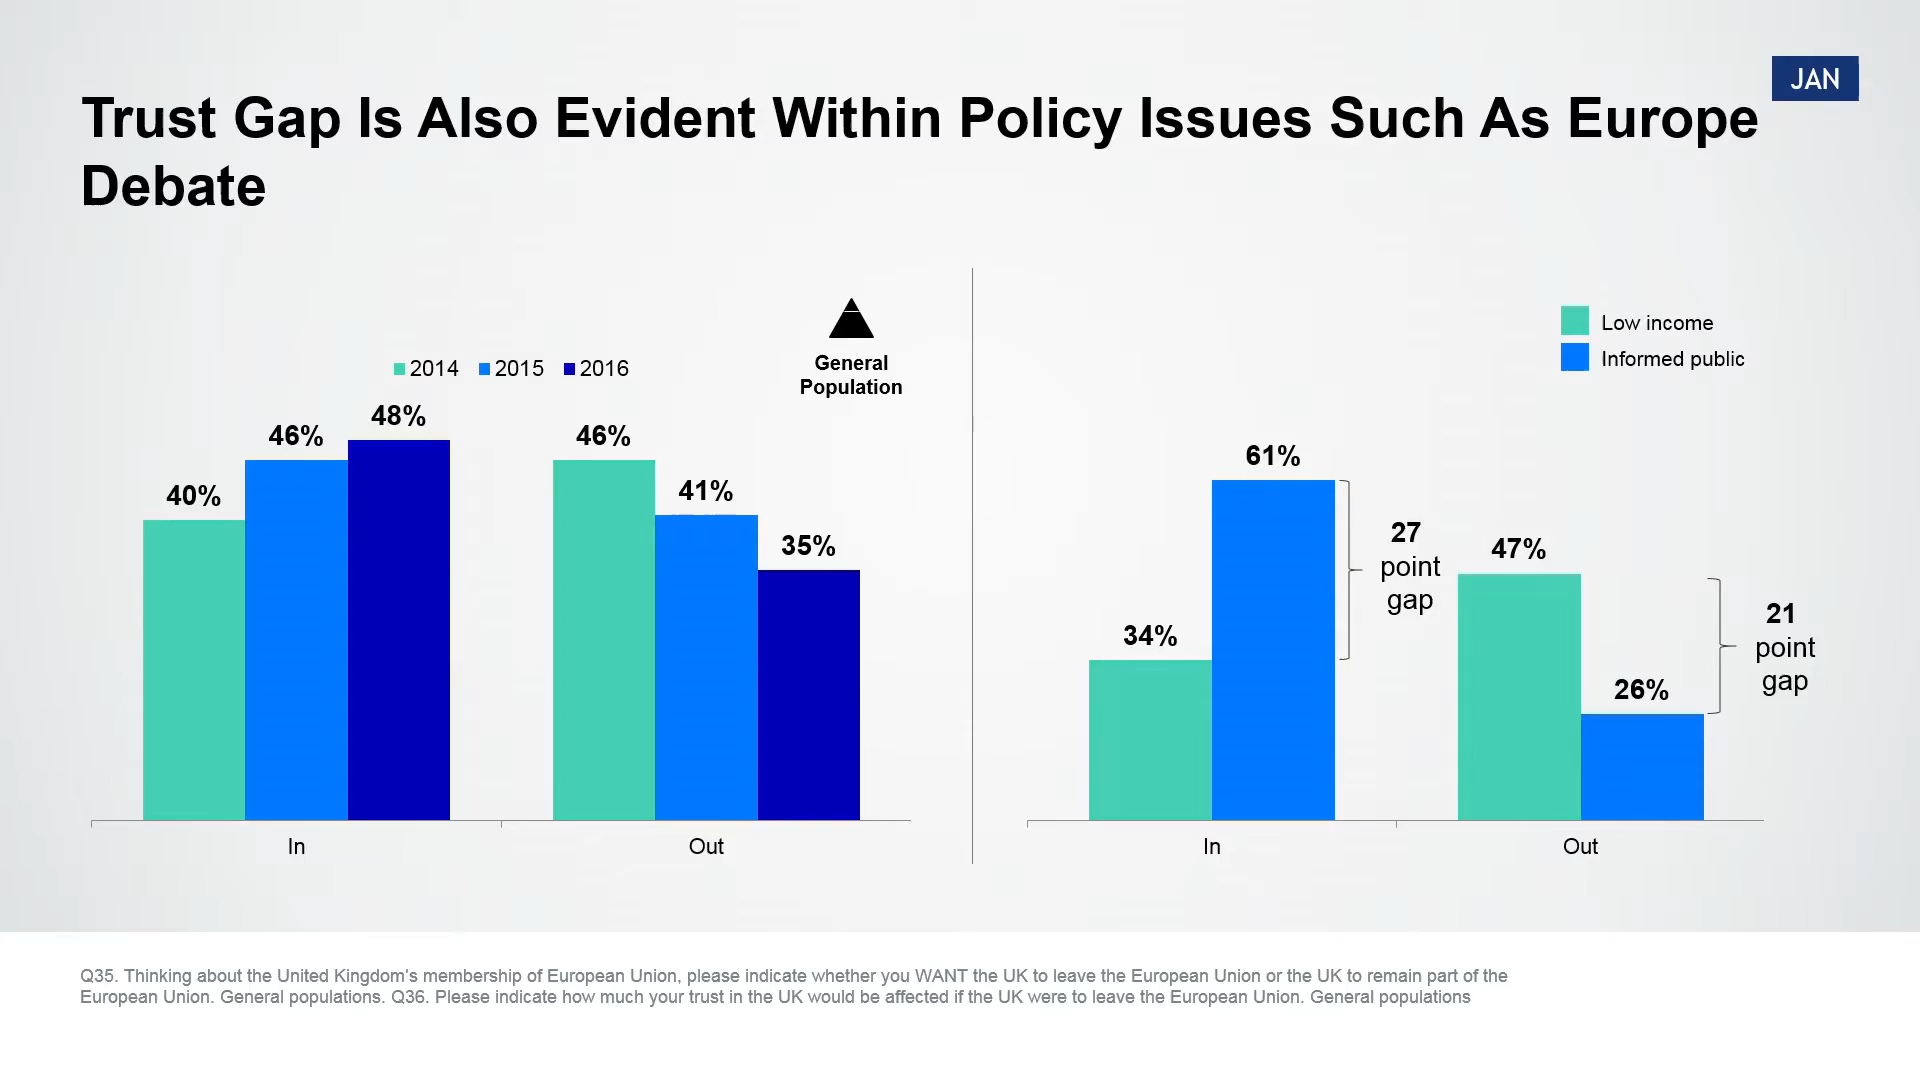 JAN
Trust Gap Is Also Evident Within Policy Issues Such As Europe
Debate
General
Population
2014 2015 2016
40%
46%
48%
46%
41%
35%
In
Out
Low income
Informed public
34%
61%
27
point
gap
47%
26%
21
point
gap
In
Out
Q35. Thinking about the United Kingdom's membership of European Union, please indicate whether you WANT the UK to leave the European Union or the UK to remain part of the
European Union. General populations. Q36. Please indicate how much your trust in the UK would be affected if the UK were to leave the European Union. General populations